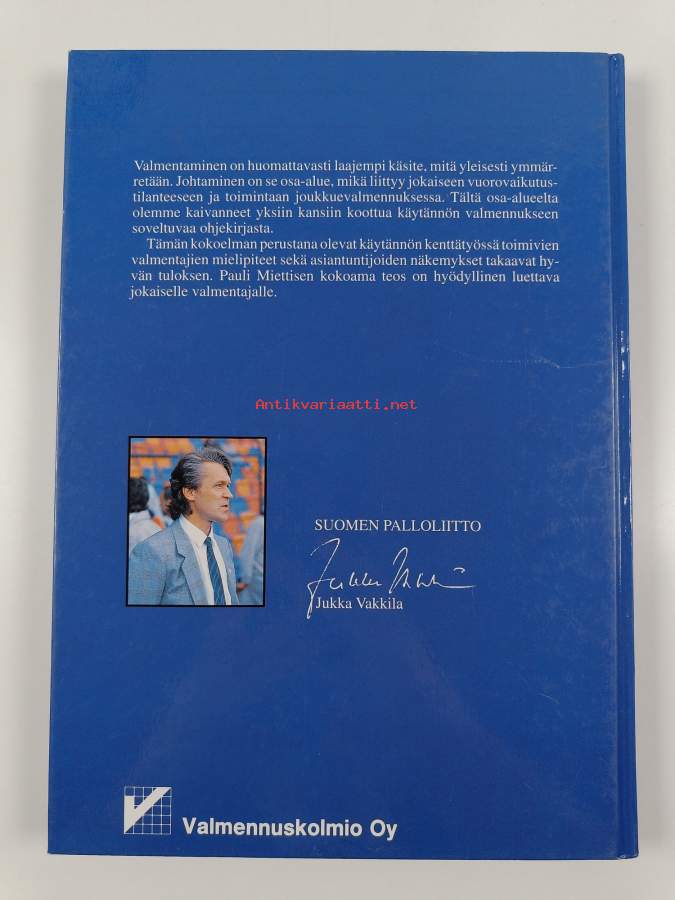 Valmentaminen on huomattavasti laajempi käsite, mitä yleisesti ymmär-
retään. Johtaminen on se osa-alue, mikä liittyy jokaiseen vuorovaikutus-
tilanteeseen ja toimintaan joukkuevalmennuksessa. Tältä osa-alueelta
olemme kaivanneet yksiin kansiin koottua käytännön valmennukseen
soveltuvaa ohjekirjasta.
Tämän kokoelman perustana olevat käytännön kenttätyössä toimivien
valmentajien mielipiteet sekä asiantuntijoiden näkemykset takaavat hy-
vän tuloksen. Pauli Miettisen kokoama teos on hyödyllinen luettava
jokaiselle valmentajalle.
Antikvariaatti.net
SUOMEN PALLOLIITTO
Jukka Vakkila
Jukka Vakkila
Valmennuskolmio Oy